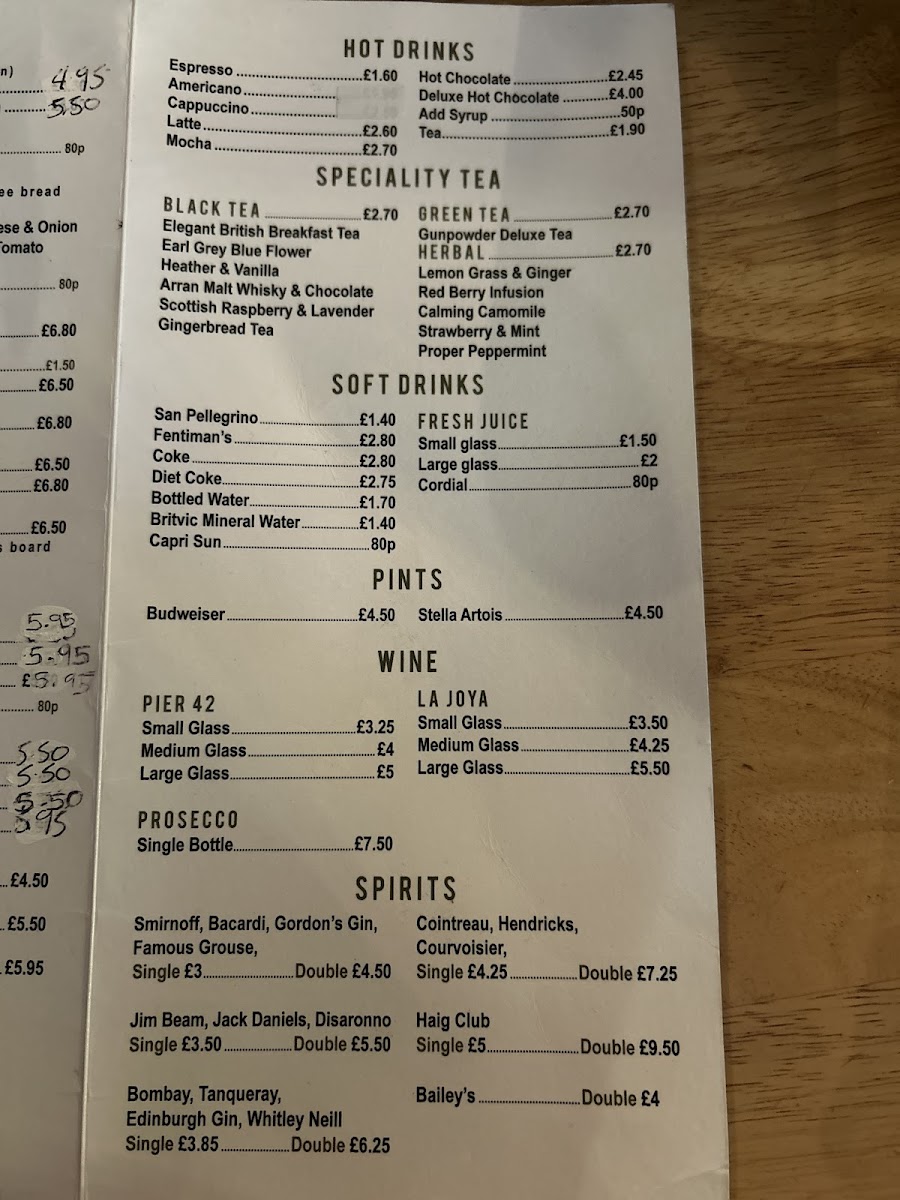 n)
4.95
5.50
80p
ee bread
ese & Onion
Tomato
80p
£6.80
£1.50
£6.50
£6.80
£6.50
£6.80
£6.50
s board
5.95
5.95
£5.95
80p
5.50
5.50
5.50
5.95
£4.50
£5.50
£5.95
HOT DRINKS
Espresso £1.60
Americano
Cappuccino
Latte £2.60
Mocha £2.70
Hot Chocolate £2.45
Deluxe Hot Chocolate £4.00
Add Syrup 50p
Tea £1.90
SPECIALITY TEA
BLACK TEA £2.70
Elegant British Breakfast Tea
Earl Grey Blue Flower
Heather & Vanilla
Arran Malt Whisky & Chocolate
Scottish Raspberry & Lavender
Gingerbread Tea
GREEN TEA £2.70
Gunpowder Deluxe Tea
HERBAL £2.70
Lemon Grass & Ginger
Red Berry Infusion
Calming Camomile
Strawberry & Mint
Proper Peppermint
SOFT DRINKS
San Pellegrino £1.40
Fentiman's £2.80
Coke £2.80
Diet Coke £2.75
Bottled Water £1.70
Britvic Mineral Water £1.40
Capri Sun 80p
FRESH JUICE
Small glass £1.50
Large glass £2
Cordial 80p
PINTS
Budweiser £4.50
Stella Artois £4.50
WINE
PIER 42
Small Glass £3.25
Medium Glass £4
Large Glass £5
LA JOYA
Small Glass £3.50
Medium Glass £4.25
Large Glass £5.50
PROSECCO
Single Bottle £7.50
SPIRITS
Smirnoff, Bacardi, Gordon's Gin,
Famous Grouse,
Single £3 Double £4.50
Cointreau, Hendricks,
Courvoisier,
Single £4.25 Double £7.25
Jim Beam, Jack Daniels, Disaronno
Single £3.50 Double £5.50
Haig Club
Single £5 Double £9.50
Bombay, Tanqueray,
Edinburgh Gin, Whitley Neill
Single £3.85 Double £6.25
Bailey's Double £4